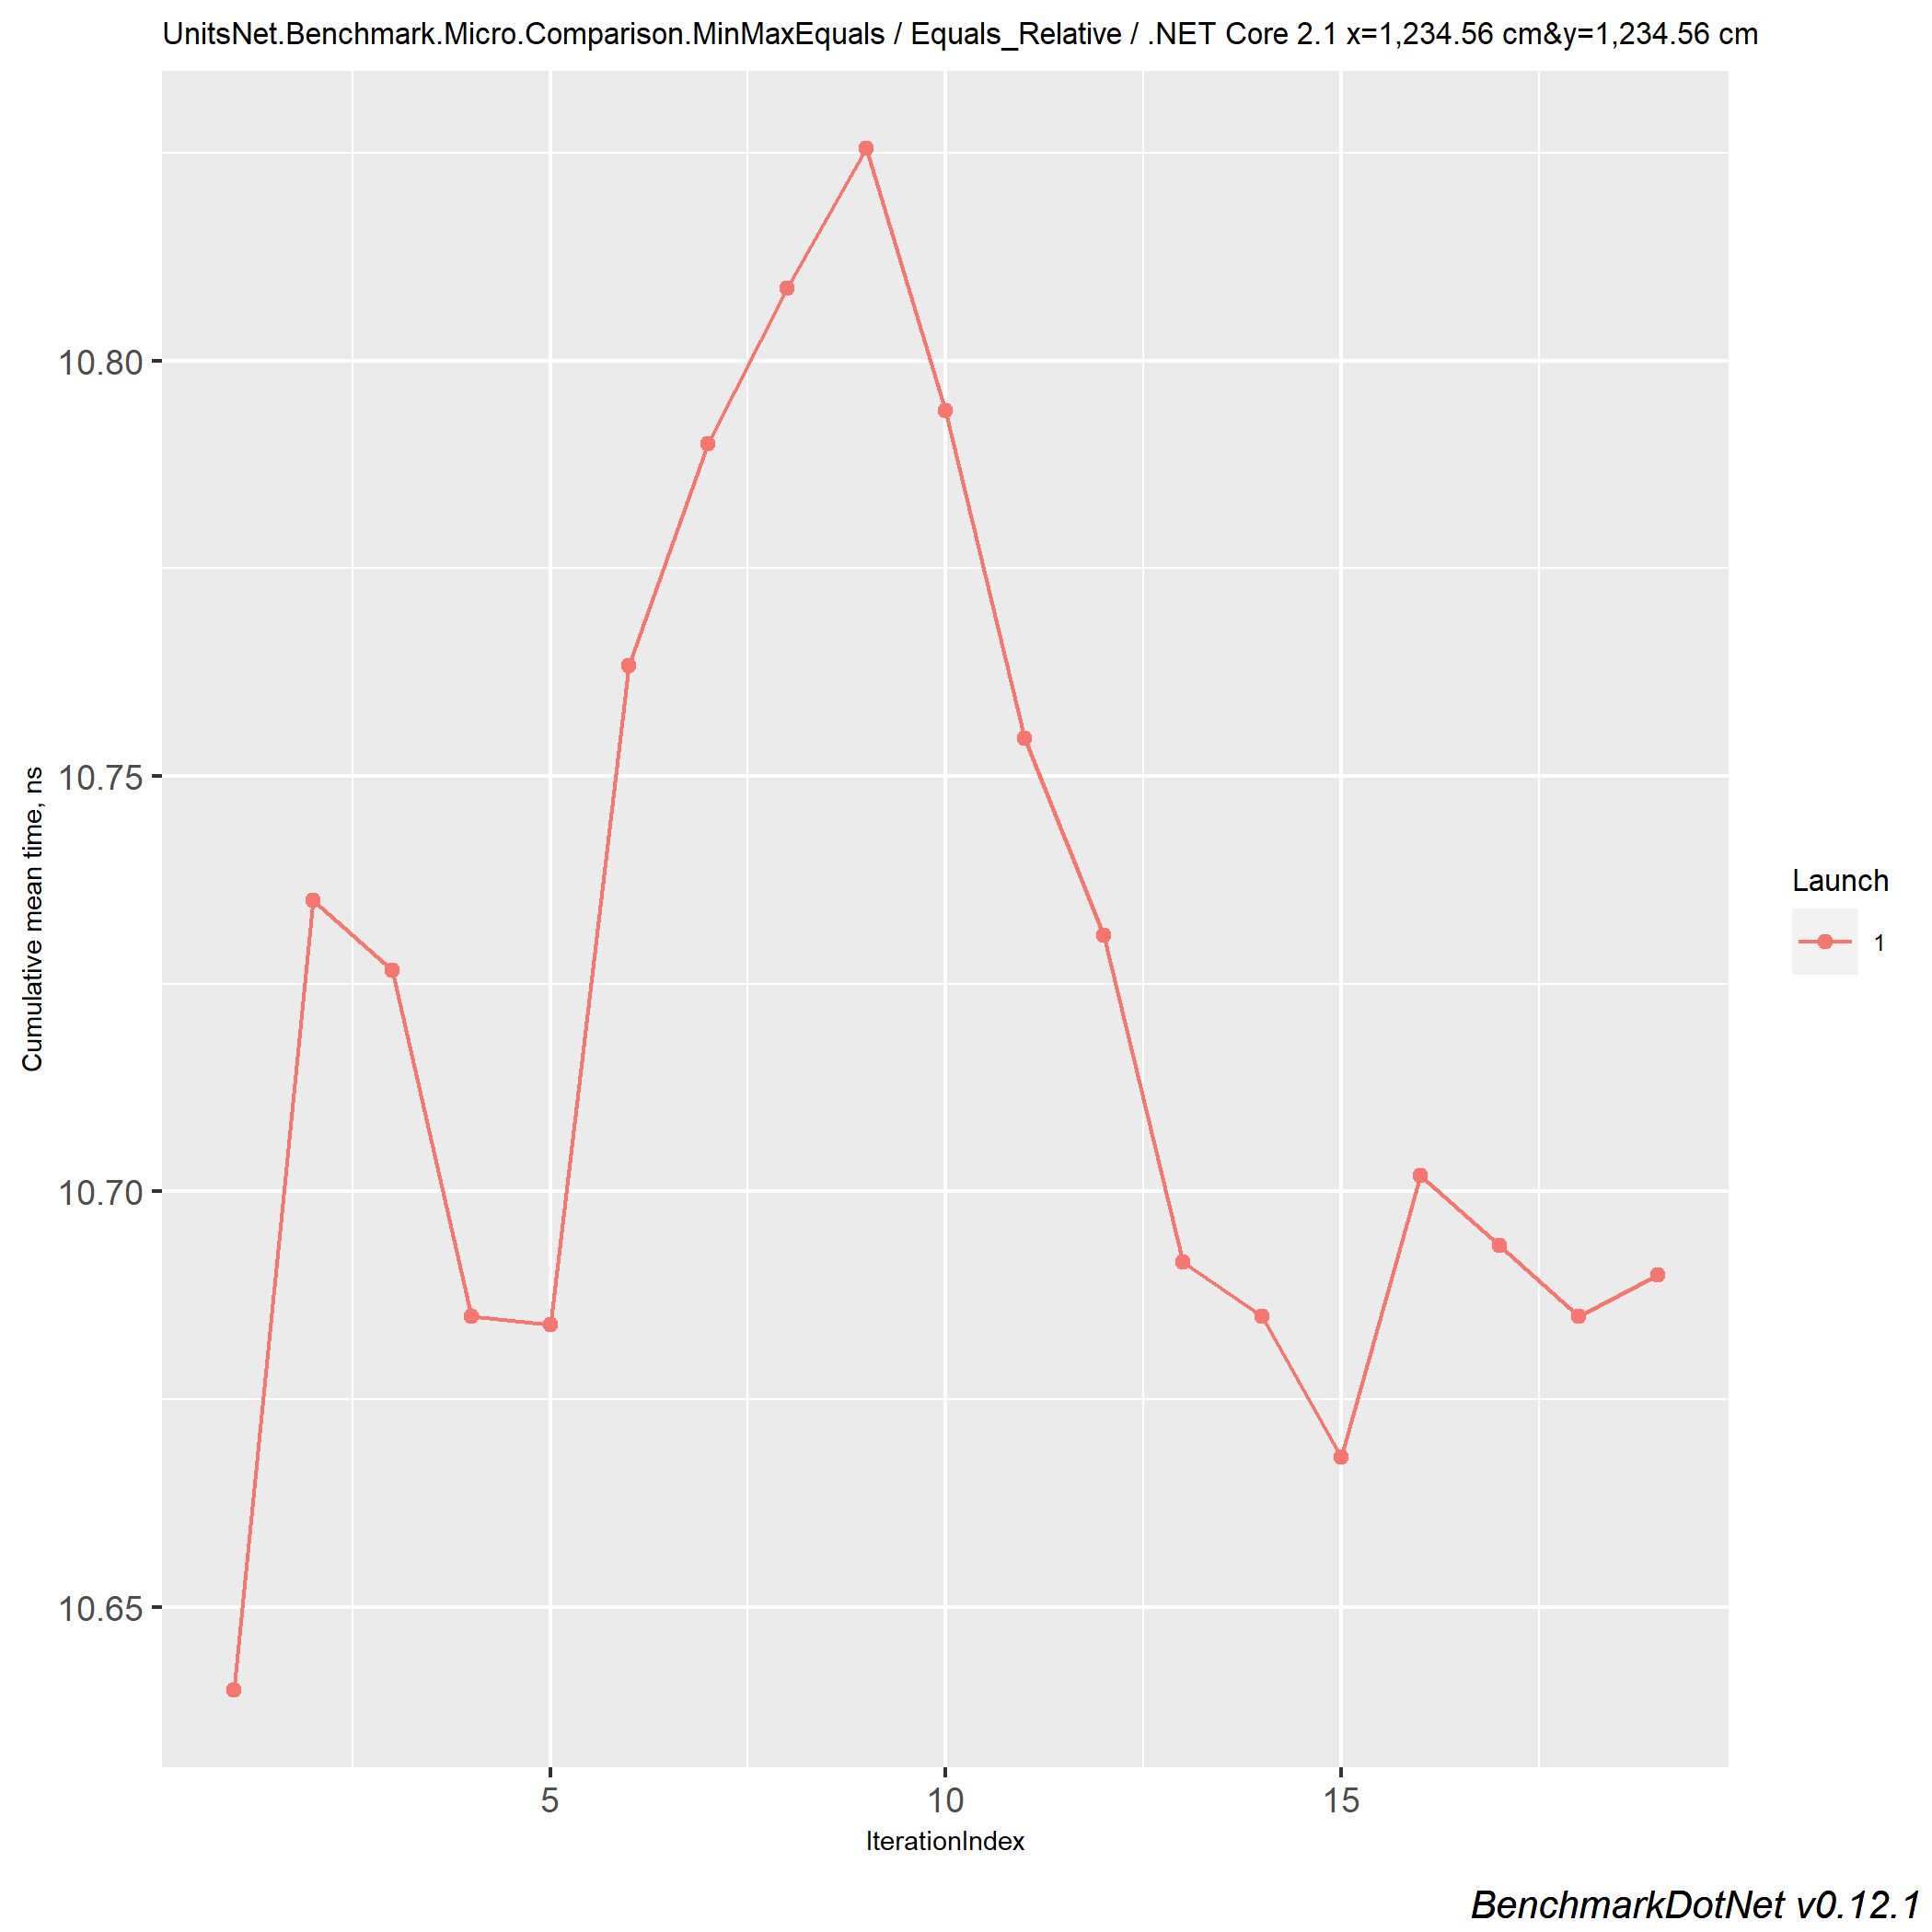 UnitsNet.Benchmark.Micro.Comparison.MinMaxEquals / Equals_Relative / .NET Core 2.1 x=1,234.56 cm&y=1,234.56 cm
10.80
10.75
10.70
10.65
Cumulative mean time, ns
5
10
15
IterationIndex
Launch
1
BenchmarkDotNet v0.12.1